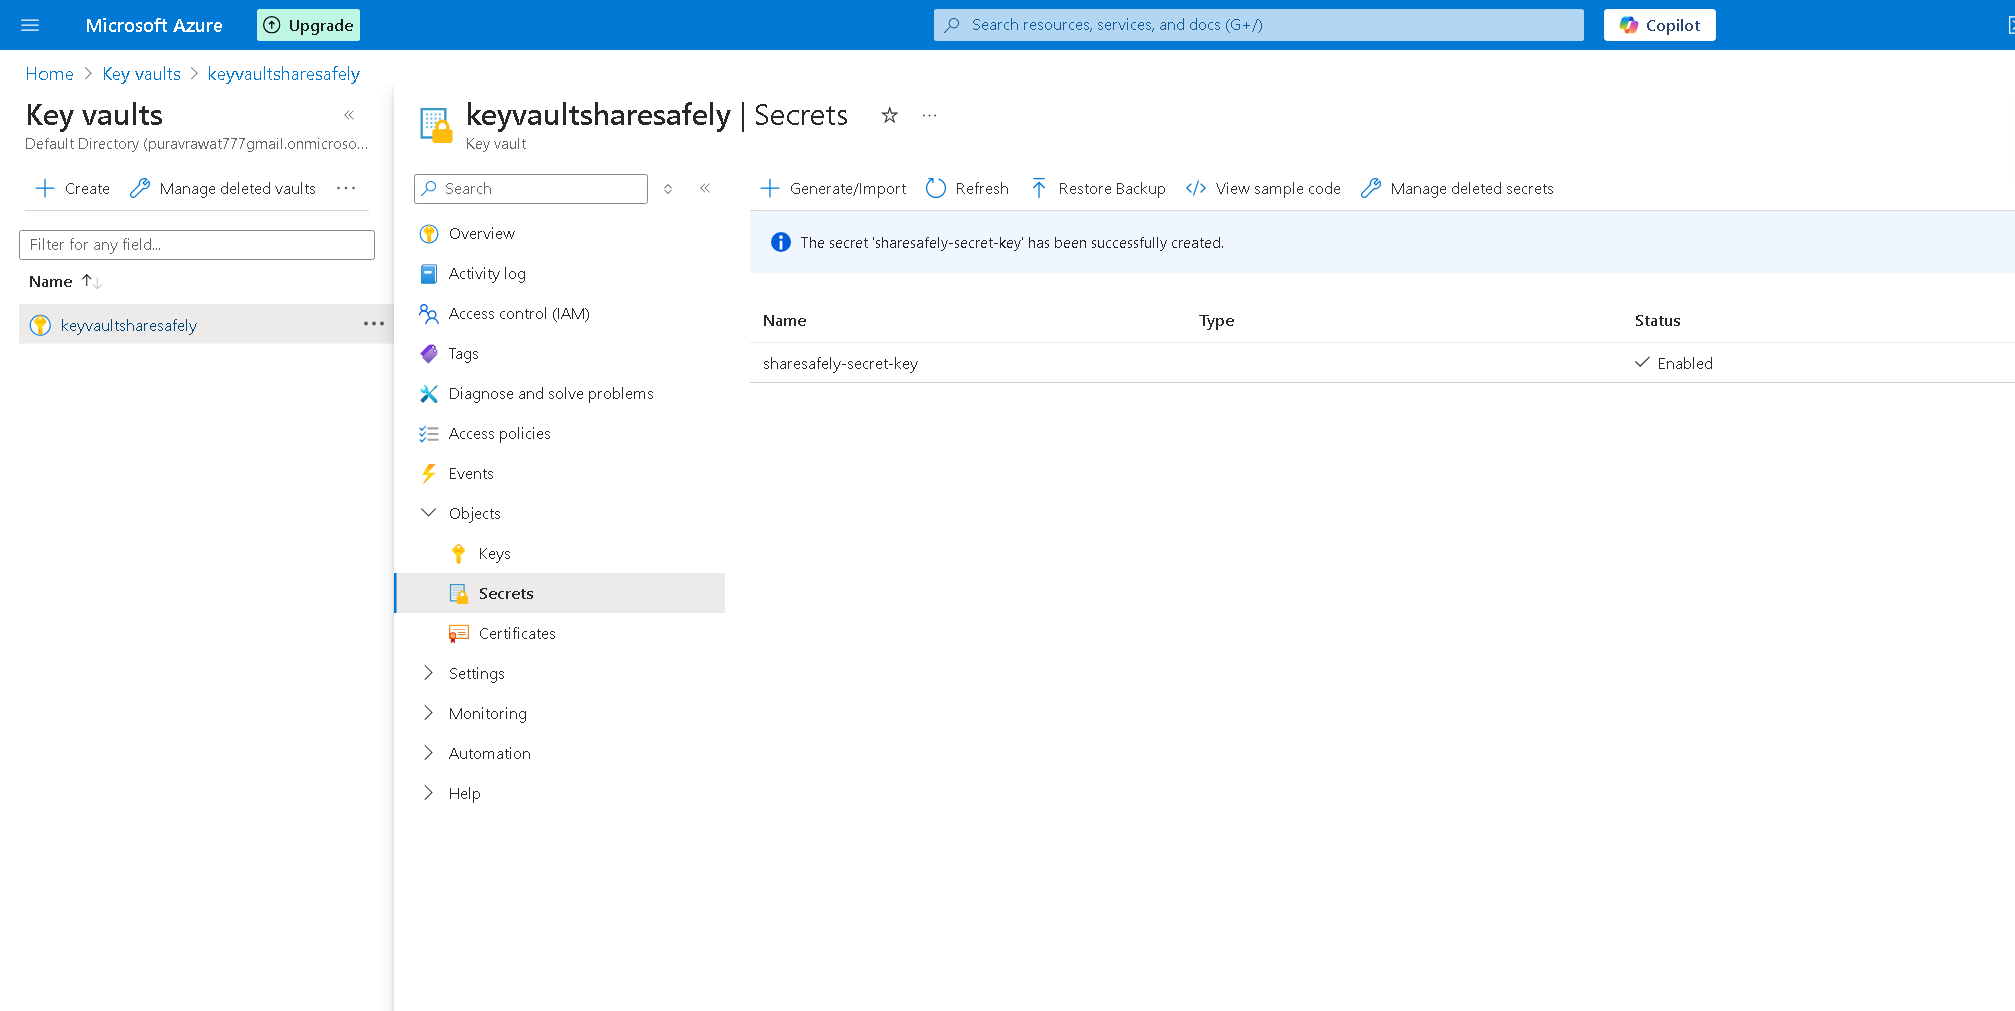 Microsoft Azure
Upgrade
Search resources, services, and docs (G+/)
Copilot
Home > Key vaults > keyvaultsharesafely
Key vaults
Default Directory (puravrawat777gmail.onmicroso...
Create
Manage deleted vaults
Filter for any field...
Name
keyvaultsharesafely
keyvaultsharesafely | Secrets
Key vault
Search
Overview
Activity log
Access control (IAM)
Tags
Diagnose and solve problems
Access policies
Events
Objects
Keys
Secrets
Certificates
Settings
Monitoring
Automation
Help
Generate/Import
Refresh
Restore Backup
View sample code
Manage deleted secrets
The secret 'sharesafely-secret-key' has been successfully created.
Name Type Status
sharesafely-secret-key Enabled